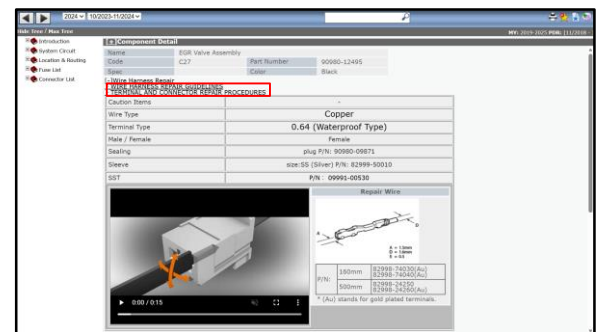 2024 10/2023-11/2024
Hide Tree / Max Tree
MY: 2019-2025 PUB: [11/2018 -
Introduction
System Circuit
Location & Routing
Fuse List
Connector List
[+]Component Detail
Name EGR Valve Assembly
Code C27 Part Number 90980-12495
Spec Color Black
[-]Wire Harness Repair
WIRE HARNESS REPAIR GUIDELINES
TERMINAL AND CONNECTOR REPAIR PROCEDURES
Caution Items -
Wire Type Copper
Terminal Type 0.64 (Waterproof Type)
Male / Female Female
Sealing plug P/N: 90980-09871
Sleeve size:SS (Silver) P/N: 82999-50010
SST P/N : 09991-00530
Repair Wire
0:00 / 0:15
P/N:
160mm 82998-74030(Au)
82998-74040(Au)
500mm 82998-24250
82998-24260(Au)
* (Au) stands for gold plated terminals.